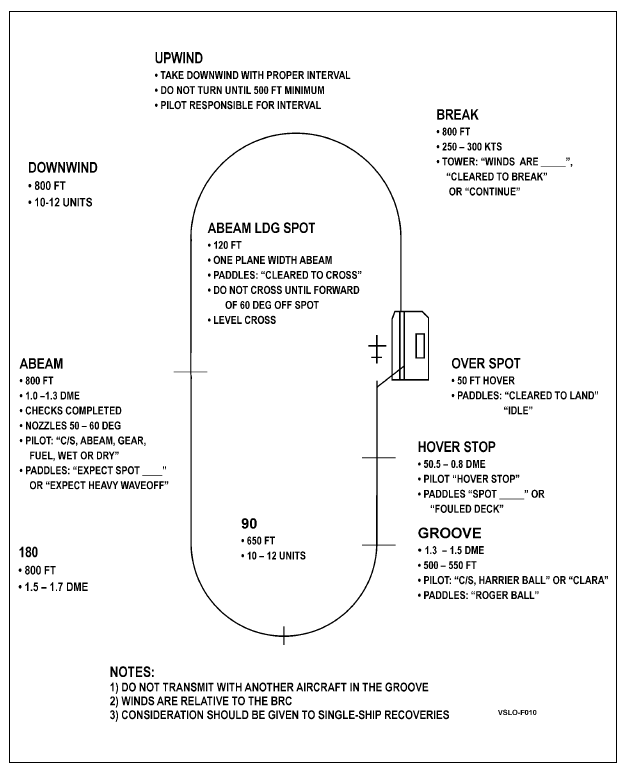 UPWIND
• TAKE DOWNWIND WITH PROPER INTERVAL
• DO NOT TURN UNTIL 500 FT MINIMUM
• PILOT RESPONSIBLE FOR INTERVAL
BREAK
• 800 FT
• 250 – 300 KTS
• TOWER: “WINDS ARE _____”,
“CLEARED TO BREAK”
OR “CONTINUE”
DOWNWIND
• 800 FT
• 10-12 UNITS
ABEAM LDG SPOT
• 120 FT
• ONE PLANE WIDTH ABEAM
• PADDLES: “CLEARED TO CROSS”
• DO NOT CROSS UNTIL FORWARD
OF 60 DEG OFF SPOT
• LEVEL CROSS
ABEAM
• 800 FT
• 1.0 –1.3 DME
• CHECKS COMPLETED
• NOZZLES 50 – 60 DEG
• PILOT: “C/S, ABEAM, GEAR,
FUEL, WET OR DRY”
• PADDLES: “EXPECT SPOT ____”
OR “EXPECT HEAVY WAVEOFF”
OVER SPOT
• 50 FT HOVER
• PADDLES: “CLEARED TO LAND”
“IDLE”
HOVER STOP
• 50.5 – 0.8 DME
• PILOT “HOVER STOP”
• PADDLES “SPOT _____” OR
“FOULED DECK”
GROOVE
• 1.3 – 1.5 DME
• 500 – 550 FT
• PILOT: “C/S, HARRIER BALL” OR “CLARA”
• PADDLES: “ROGER BALL”
90
• 650 FT
• 10 – 12 UNITS
180
• 800 FT
• 1.5 – 1.7 DME
NOTES:
1) DO NOT TRANSMIT WITH ANOTHER AIRCRAFT IN THE GROOVE
2) WINDS ARE RELATIVE TO THE BRC
3) CONSIDERATION SHOULD BE GIVEN TO SINGLE-SHIP RECOVERIES
VSLO-F010